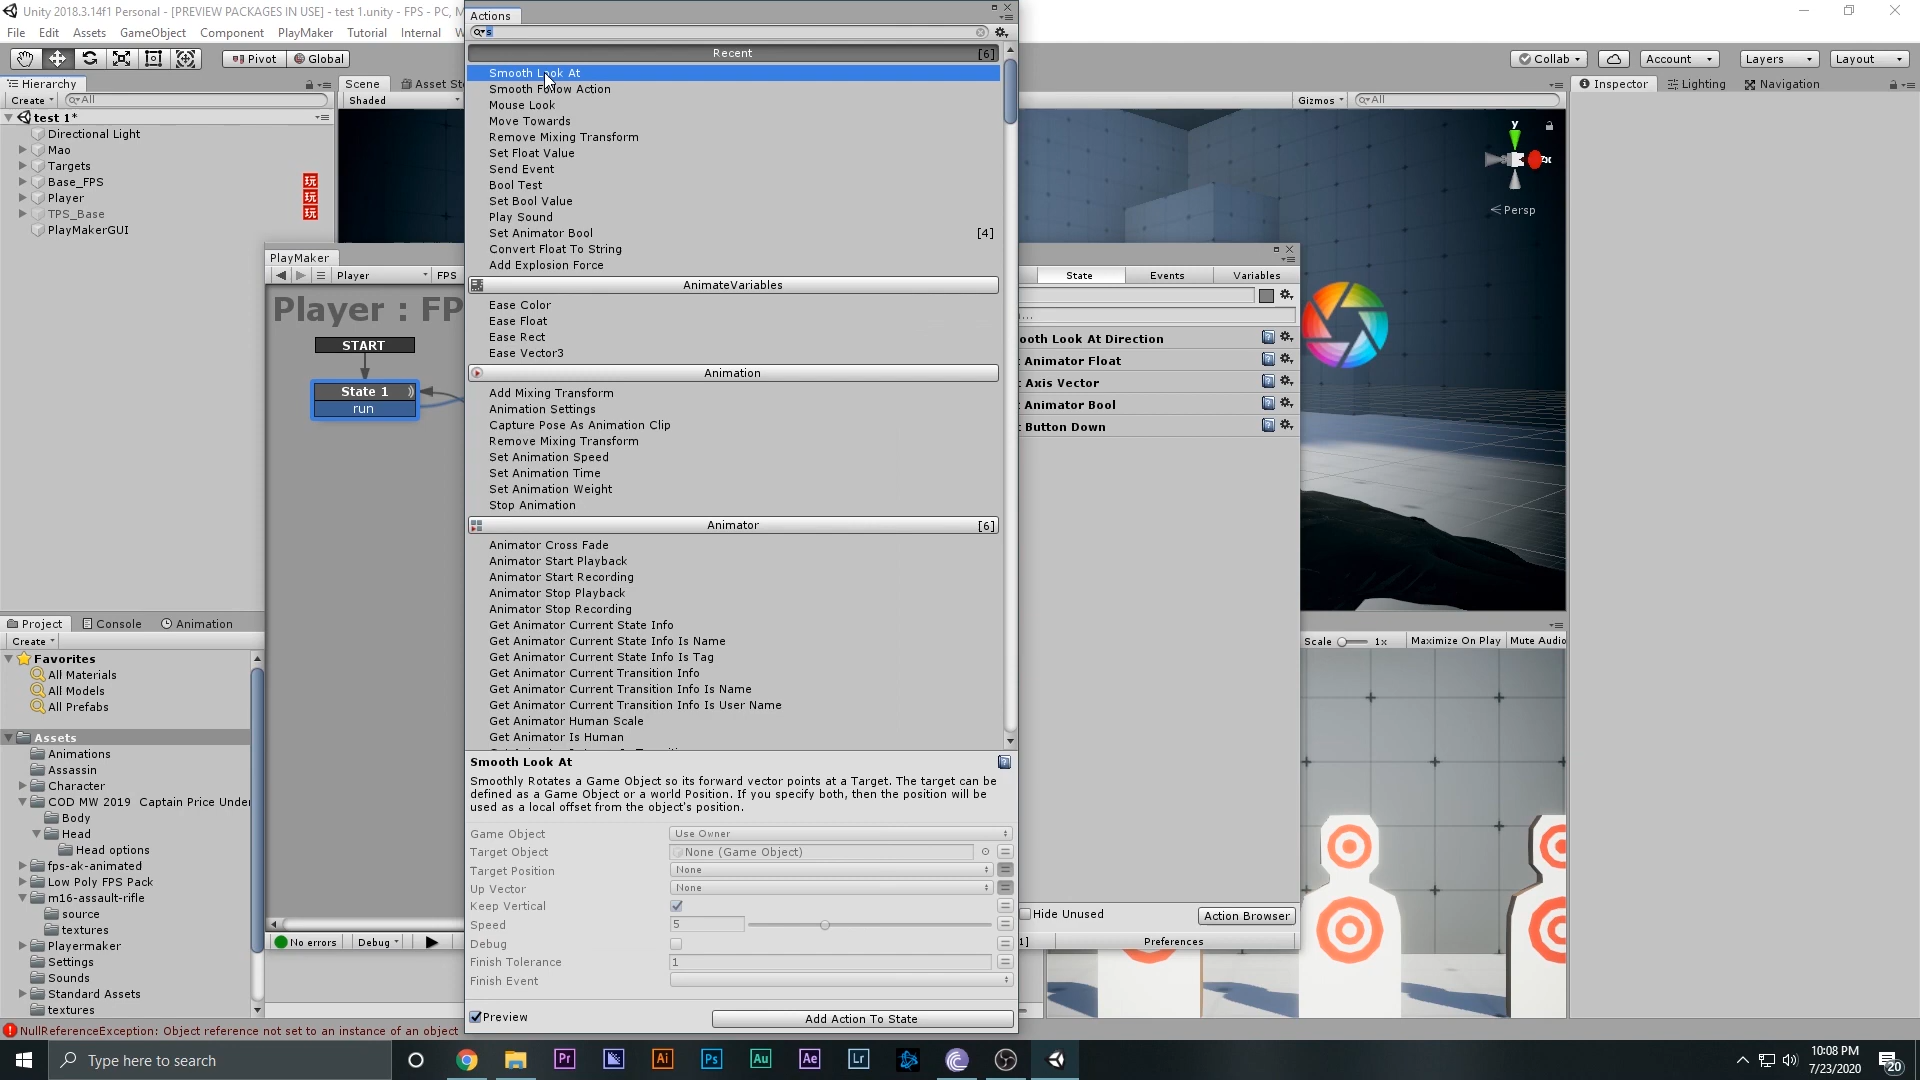 Unity 2018.3.14f1 Personal - [PREVIEW PACKAGES IN USE] - test 1.unity - FPS - PC, M
File Edit Assets GameObject Component PlayMaker Tutorial Internal W
Pivot Global
Collab Account Layers Layout
Hierarchy
Create All
test 1*
Directional Light
Mao
Targets
Base_FPS
玩
Player
玩
TPS_Base
玩
PlayMakerGUI
Scene Asset St
Shaded
Gizmos All
y
Persp
Inspector Lighting Navigation
Actions
s
Recent [6]
Smooth Look At
Smooth Follow Action
Mouse Look
Move Towards
Remove Mixing Transform
Set Float Value
Send Event
Bool Test
Set Bool Value
Play Sound
Set Animator Bool [4]
Convert Float To String
Add Explosion Force
AnimateVariables
Ease Color
Ease Float
Ease Rect
Ease Vector3
Animation
Add Mixing Transform
Animation Settings
Capture Pose As Animation Clip
Remove Mixing Transform
Set Animation Speed
Set Animation Time
Set Animation Weight
Stop Animation
Animator [6]
Animator Cross Fade
Animator Start Playback
Animator Start Recording
Animator Stop Playback
Animator Stop Recording
Get Animator Current State Info
Get Animator Current State Info Is Name
Get Animator Current State Info Is Tag
Get Animator Current Transition Info
Get Animator Current Transition Info Is Name
Get Animator Current Transition Info Is User Name
Get Animator Human Scale
Get Animator Is Human
Smooth Look At
Smoothly Rotates a Game Object so its forward vector points at a Target. The target can be
defined as a Game Object or a world Position. If you specify both, then the position will be
used as a local offset from the object's position.
Game Object Use Owner
Target Object None (Game Object)
Target Position None
Up Vector None
Keep Vertical
Speed 5
Debug
Finish Tolerance 1
Finish Event
Preview
Add Action To State
PlayMaker
Player FPS
Player : FP
START
State 1
run
No errors Debug
State Events Variables
...
ooth Look At Direction
t Animator Float
t Axis Vector
t Animator Bool
t Button Down
Hide Unused Action Browser
1] Preferences
Scale 1x Maximize On Play Mute Audio
Project Console Animation
Create
Favorites
All Materials
All Models
All Prefabs
Assets
Animations
Assassin
Character
COD MW 2019 Captain Price Under
Body
Head
Head options
fps-ak-animated
Low Poly FPS Pack
m16-assault-rifle
source
textures
Playermaker
Settings
Sounds
Standard Assets
textures
NullReferenceException: Object reference not set to an instance of an object
Type here to search
Pr Ai Ps Au Ae Lr
10:08 PM
7/23/2020
20